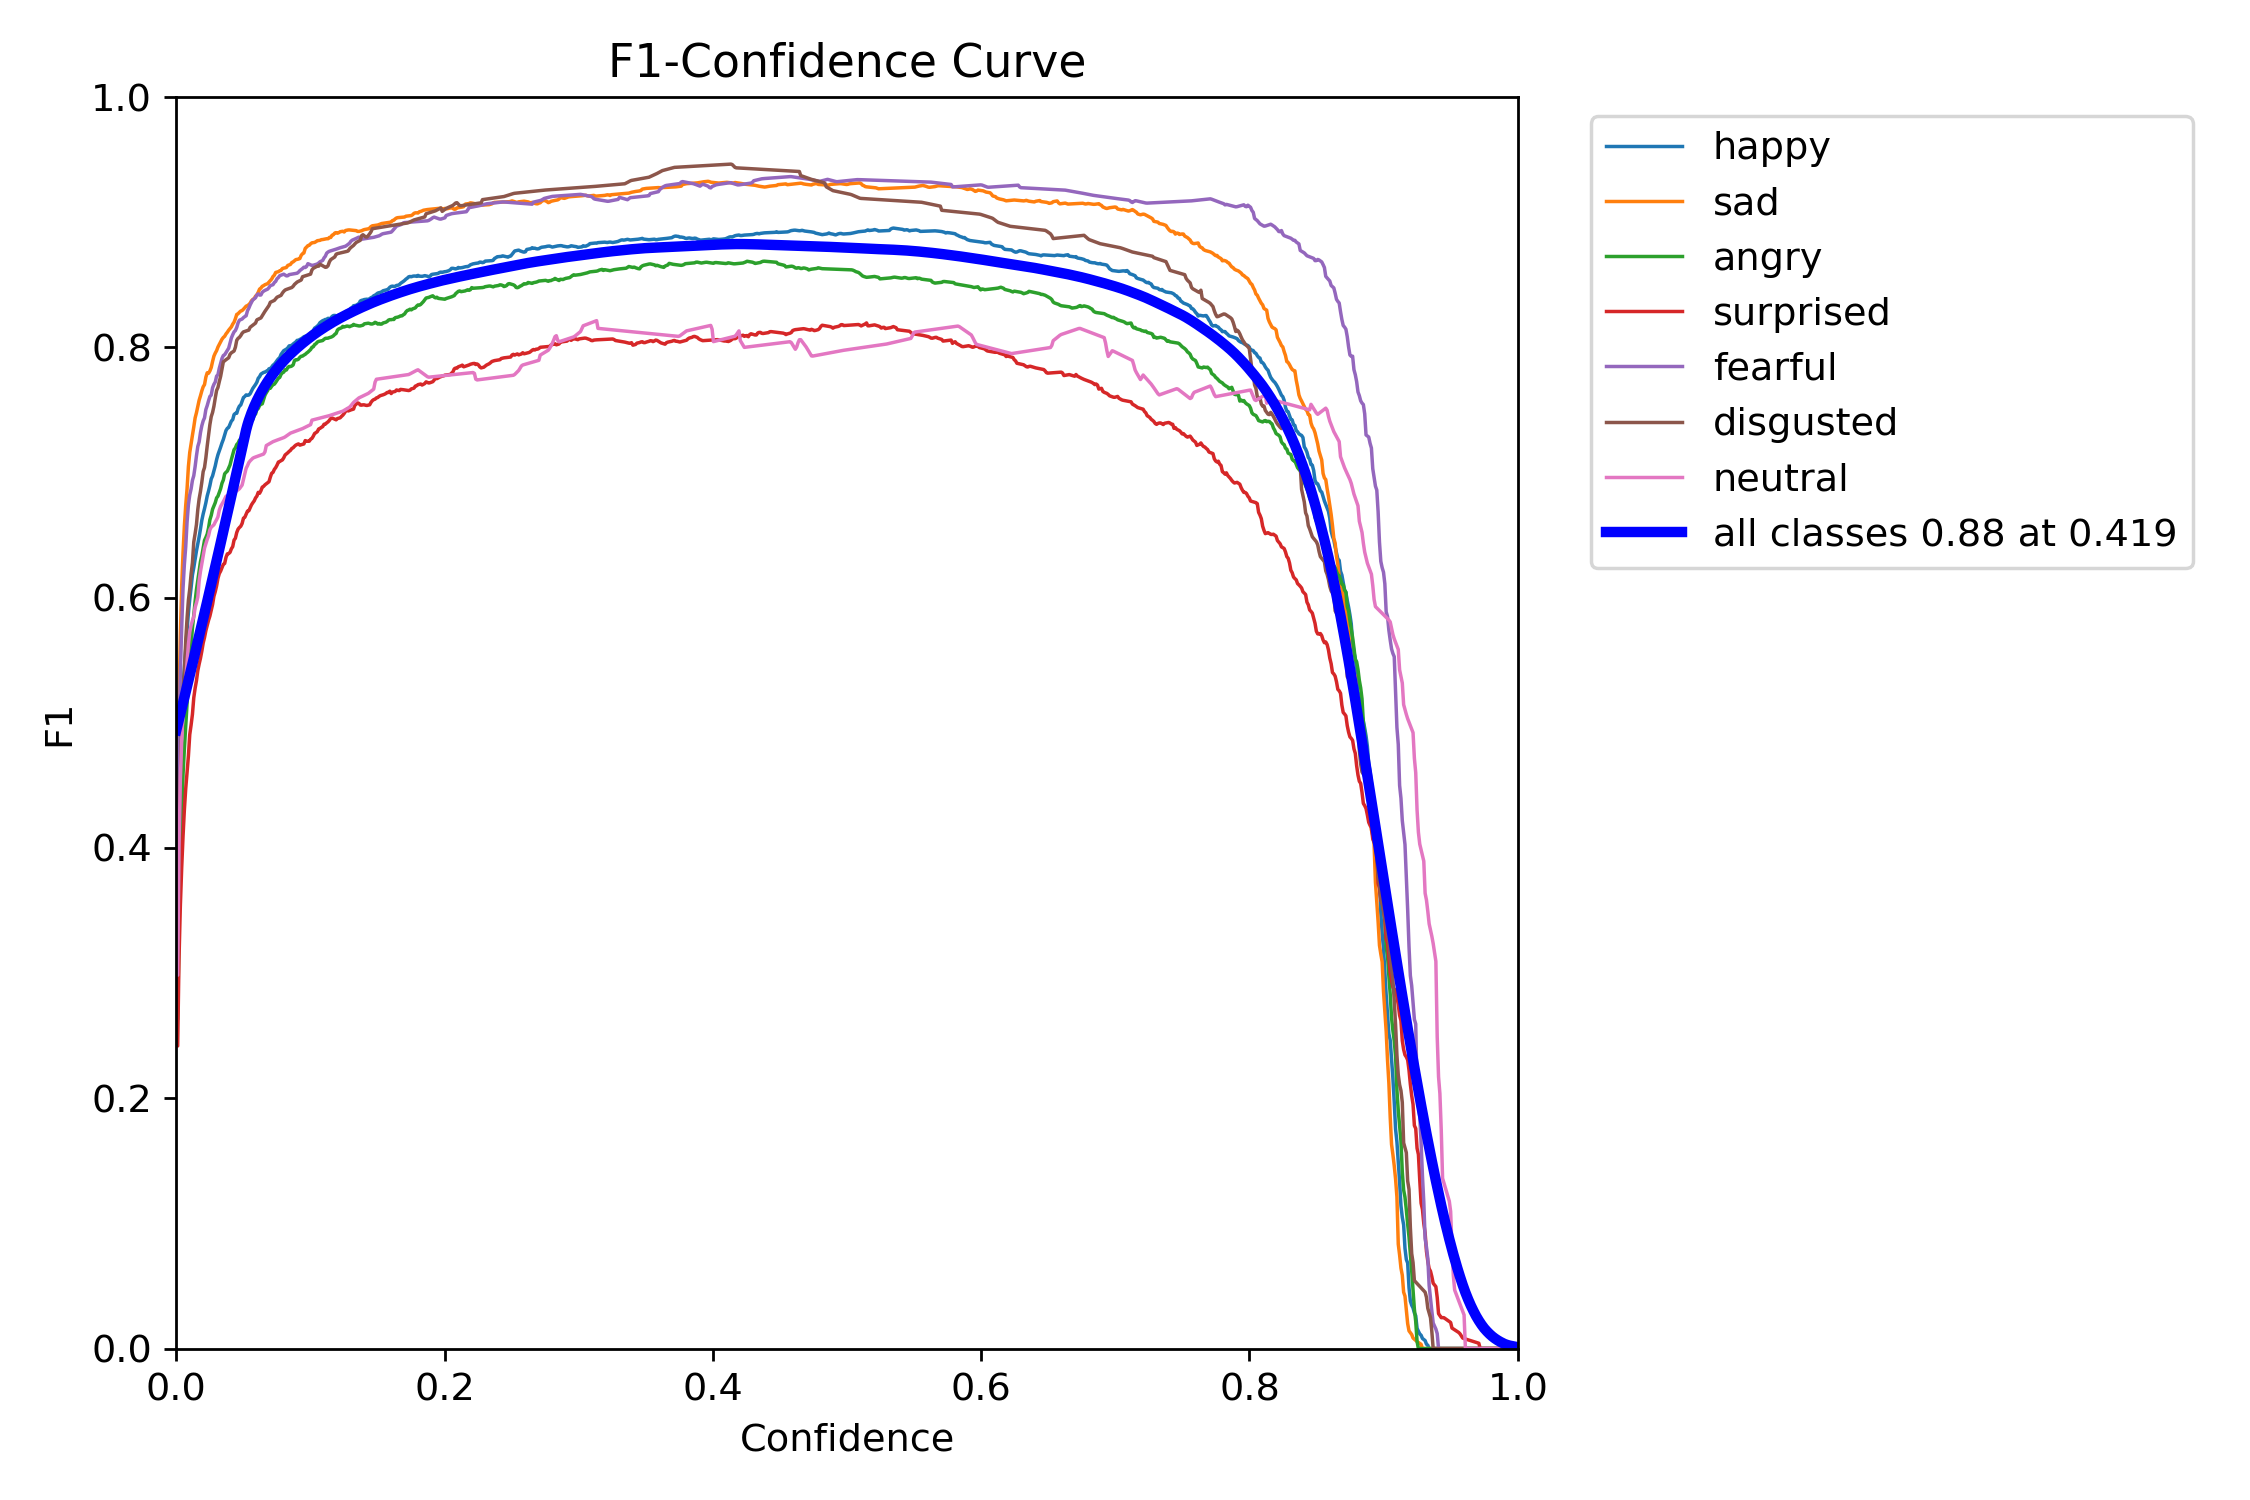 F1-Confidence Curve
1.0
0.8
0.6
0.4
0.2
0.0
F1
0.0 0.2 0.4 0.6 0.8 1.0
Confidence
happy
sad
angry
surprised
fearful
disgusted
neutral
all classes 0.88 at 0.419